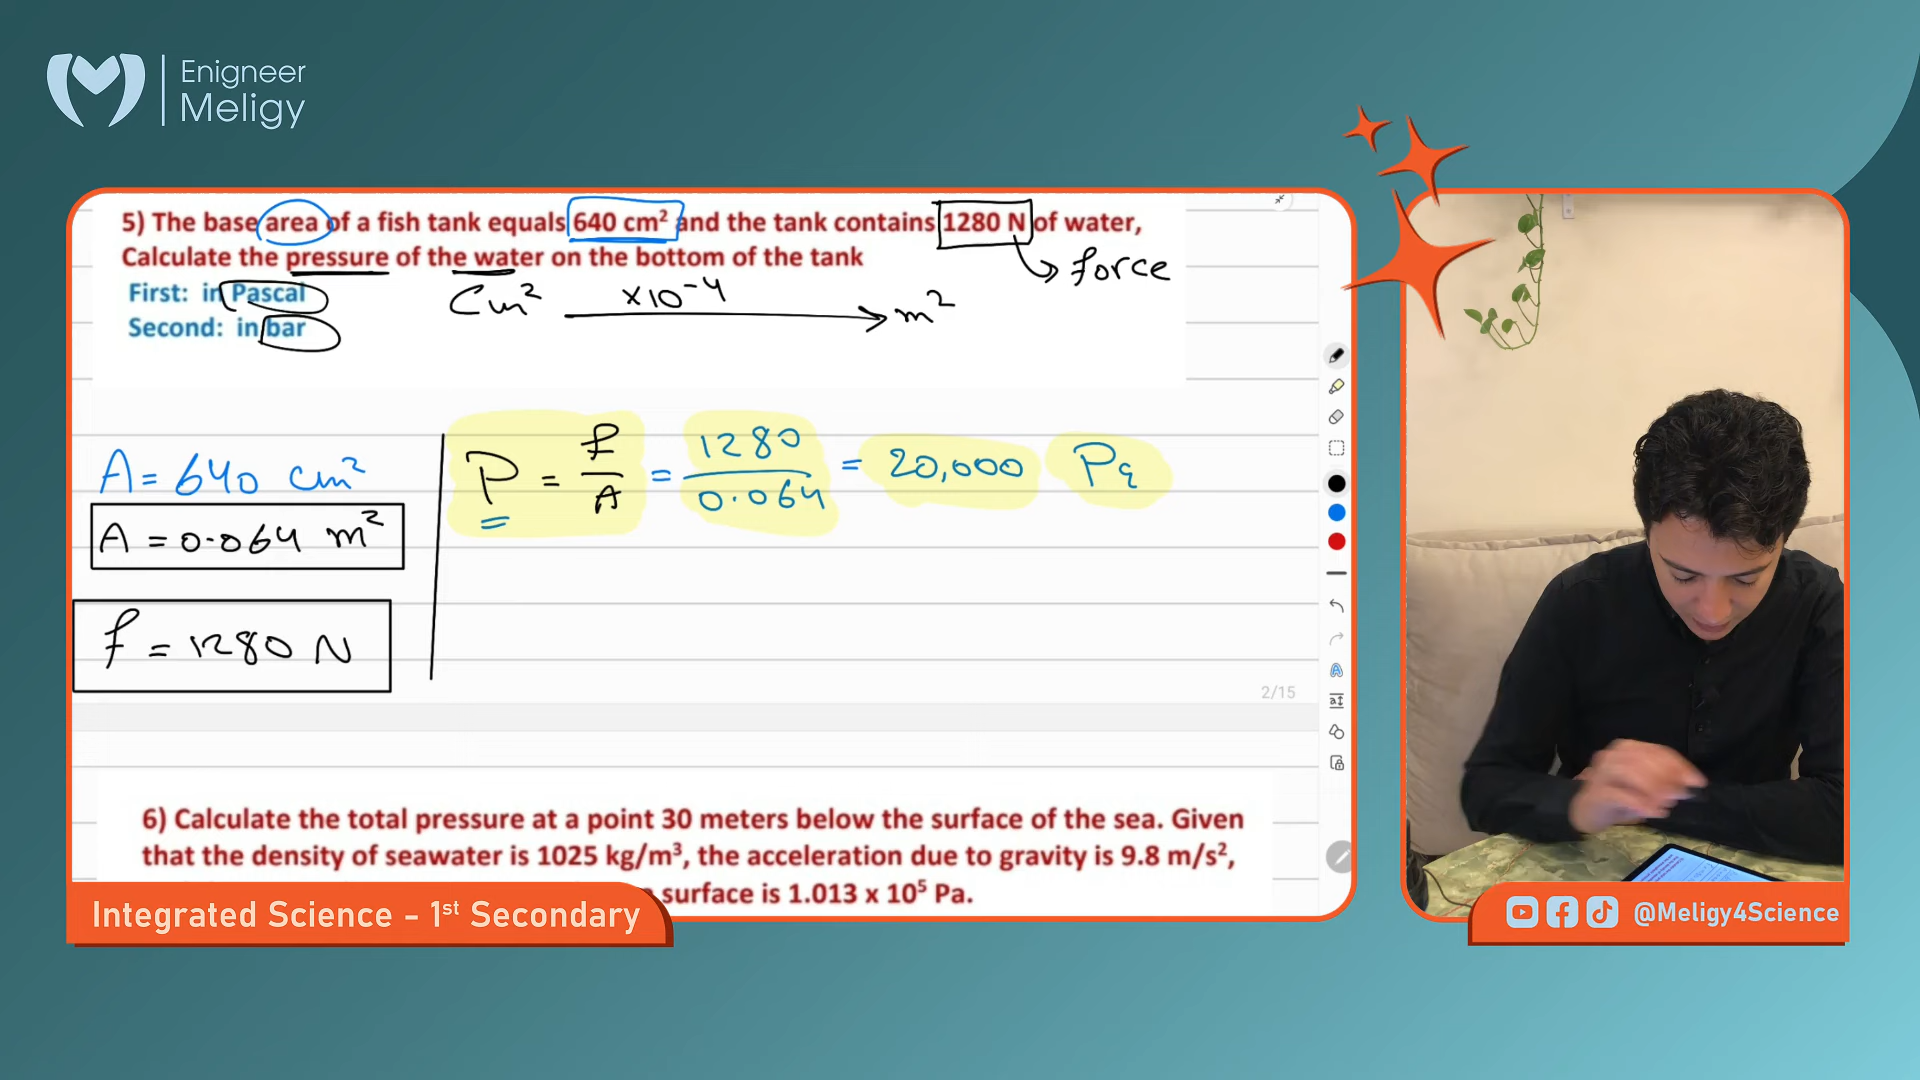 Enigneer
Meligy
5) The base area of a fish tank equals 640 cm² and the tank contains 1280 N of water,
Calculate the pressure of the water on the bottom of the tank
force
First: in Pascal
Second: in bar
cm² ×10⁻⁴ → m²
A = 640 cm²
A = 0.064 m²
f = 1280 N
P = f/A = 1280/0.064 = 20,000 Pa
2/15
6) Calculate the total pressure at a point 30 meters below the surface of the sea. Given
that the density of seawater is 1025 kg/m³, the acceleration due to gravity is 9.8 m/s²,
surface is 1.013 x 10⁵ Pa.
Integrated Science - 1st Secondary
@Meligy4Science